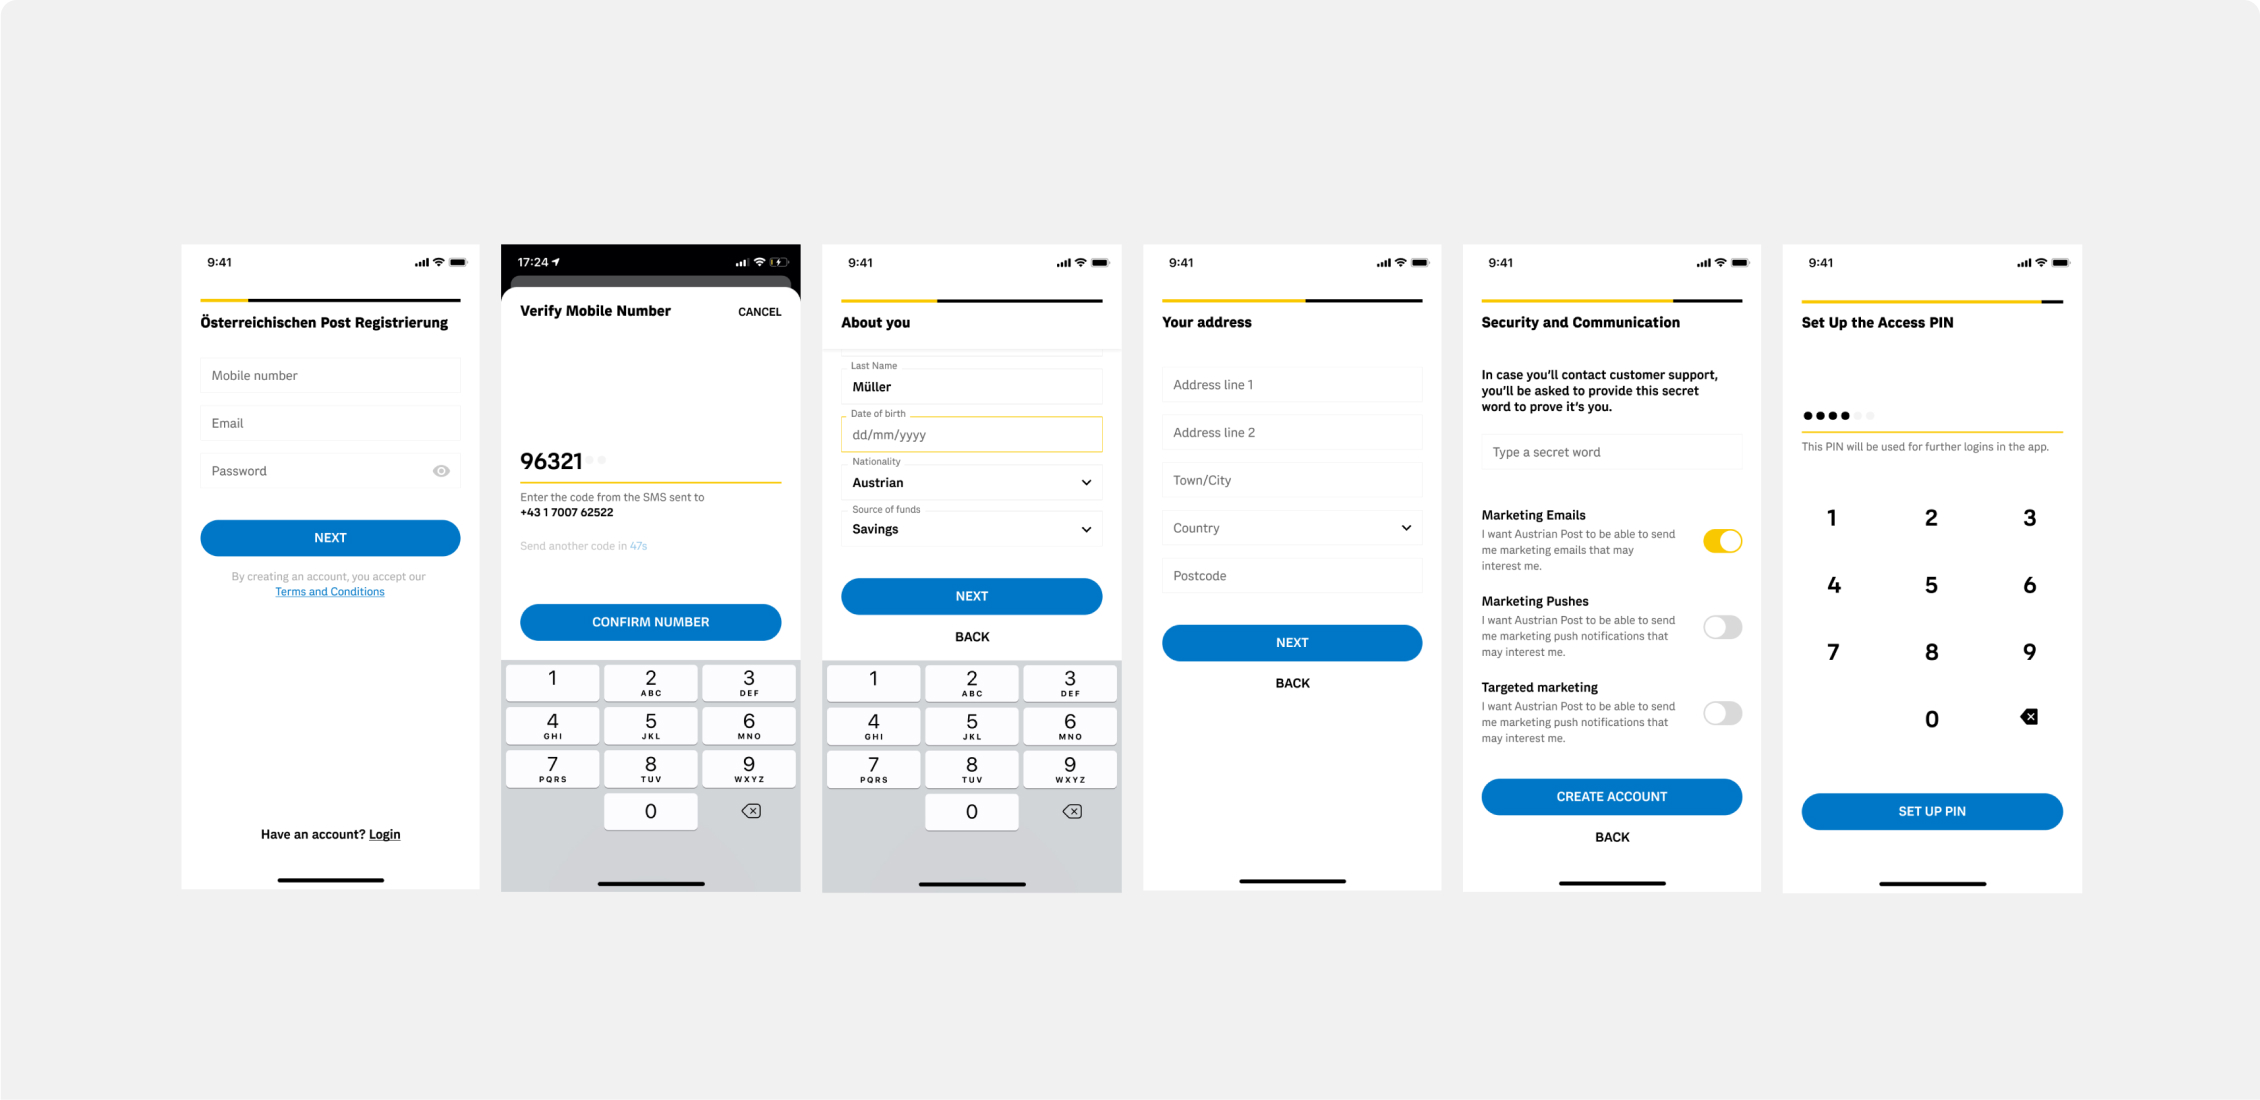 9:41
Österreichischen Post Registrierung
Mobile number
Email
Password
NEXT
By creating an account, you accept our
Terms and Conditions
Have an account? Login
17:24
Verify Mobile Number
CANCEL
96321
Enter the code from the SMS sent to
+43 1 7007 62522
Send another code in 47s
CONFIRM NUMBER
1
2
ABC
3
DEF
4
GHI
5
JKL
6
MNO
7
PQRS
8
TUV
9
WXYZ
0
9:41
About you
Last Name
Müller
Date of birth
dd/mm/yyyy
Nationality
Austrian
Source of funds
Savings
NEXT
BACK
1
2
ABC
3
DEF
4
GHI
5
JKL
6
MNO
7
PQRS
8
TUV
9
WXYZ
0
9:41
Your address
Address line 1
Address line 2
Town/City
Country
Postcode
NEXT
BACK
9:41
Security and Communication
In case you'll contact customer support,
you'll be asked to provide this secret
word to prove it's you.
Type a secret word
Marketing Emails
I want Austrian Post to be able to send
me marketing emails that may
interest me.
Marketing Pushes
I want Austrian Post to be able to send
me marketing push notifications that
may interest me.
Targeted marketing
I want Austrian Post to be able to send
me marketing push notifications that
may interest me.
CREATE ACCOUNT
BACK
9:41
Set Up the Access PIN
This PIN will be used for further logins in the app.
1
2
3
4
5
6
7
8
9
0
SET UP PIN